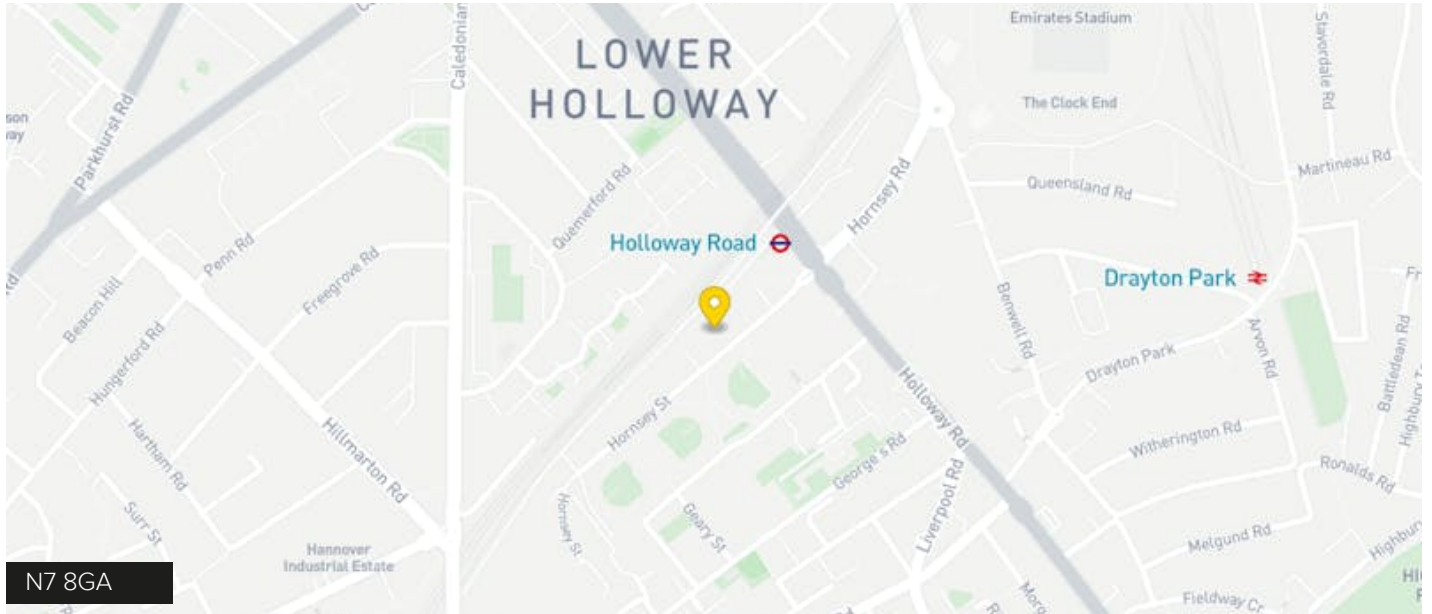 Emirates Stadium
LOWER
HOLLOWAY
The Clock End
Caledonian
Stavordale Rd
Parkhurst Rd
Martineau Rd
Quemerford Rd
Hornsey Rd
Queensland Rd
Holloway Road
Penn Rd
Freegrove Rd
Drayton Park
Beacon Hill
Benwell Rd
Hungerford Rd
Arvon Rd
Drayton Park
Battledean Rd
Holloway Rd
Hornsey St
Hartham Rd
Hillmarton Rd
Witherington Rd
George's Rd
Liverpool Rd
Ronalds Rd
Surr St
Hornsey St
Geary St
Melgund Rd
Highbury
Highbury
Hannover
Industrial Estate
N7 8GA
Fieldway Cr